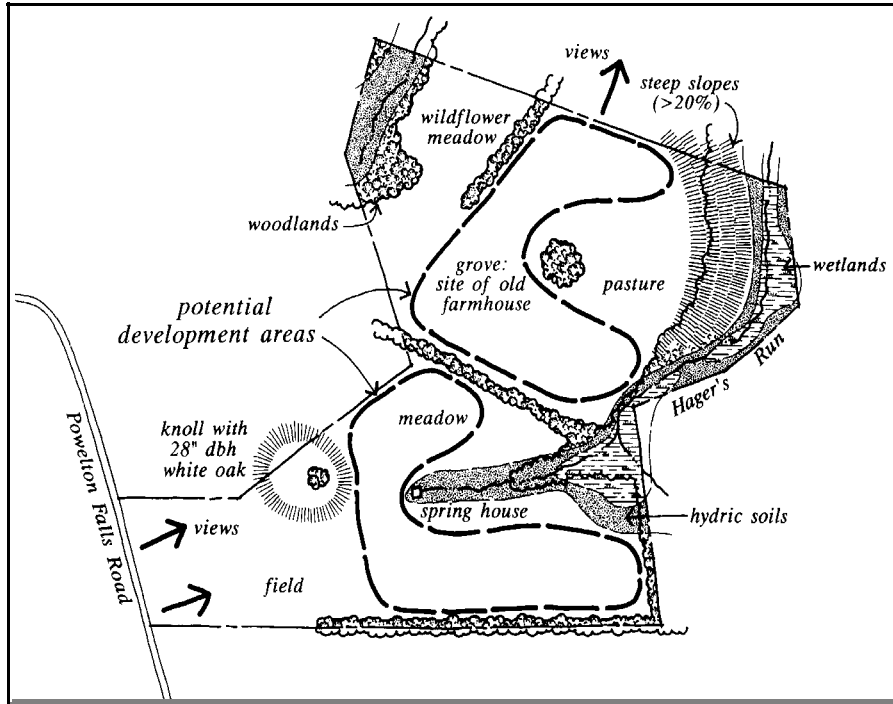 views
steep slopes
(>20%)
wildflower
meadow
woodlands
wetlands
grove:
site of old
farmhouse
pasture
potential
development areas
Hager's Run
meadow
knoll with
28" dbh
white oak
Powelton Falls Road
spring house
hydric soils
views
field